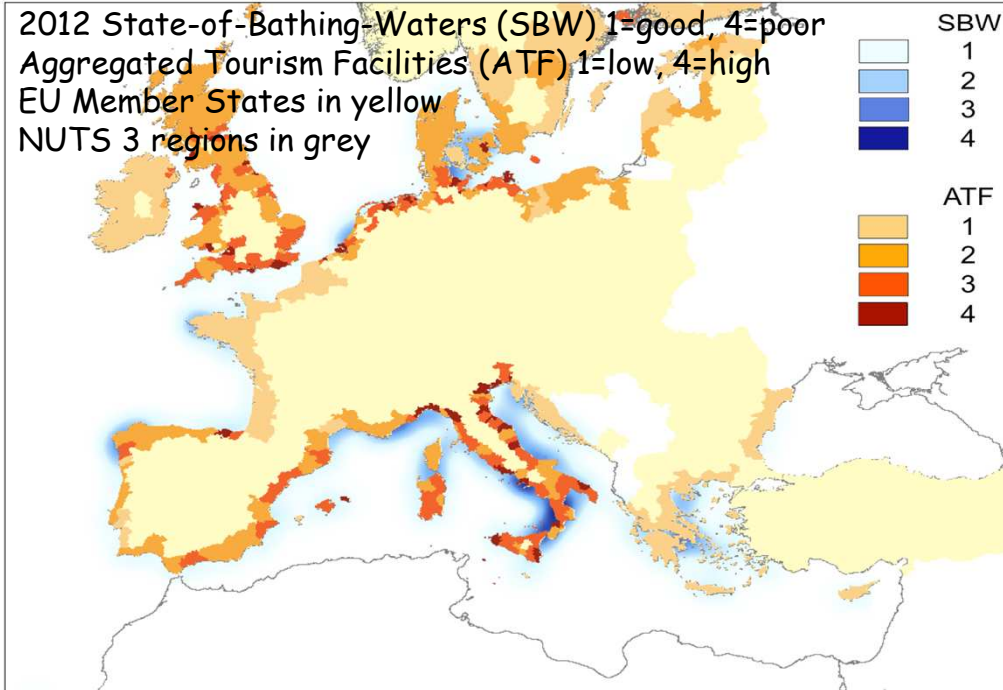 2012 State-of-Bathing-Waters (SBW) 1=good, 4=poor
Aggregated Tourism Facilities (ATF) 1=low, 4=high
EU Member States in yellow
NUTS 3 regions in grey
SBW
1
2
3
4
ATF
1
2
3
4